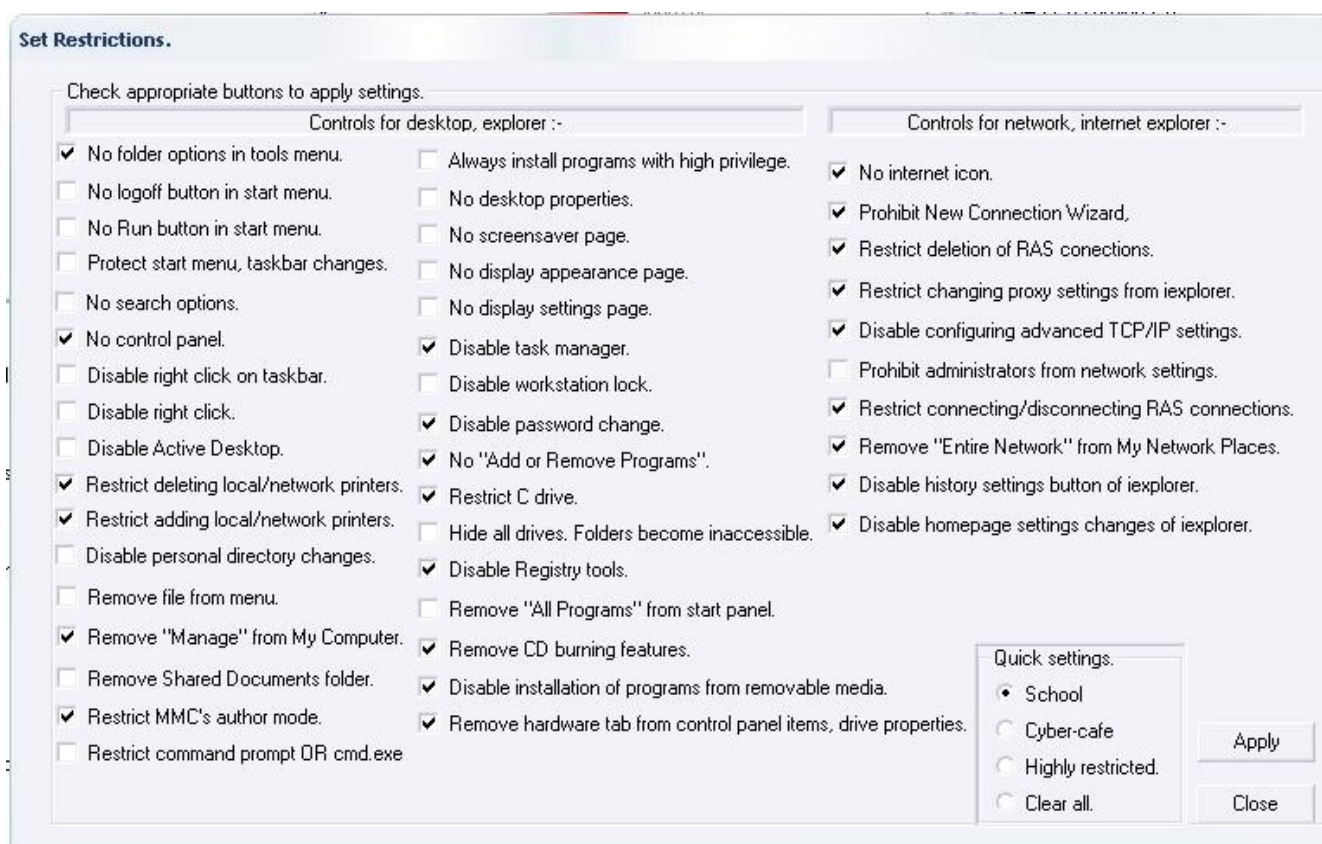 Set Restrictions.
Check appropriate buttons to apply settings.
Controls for desktop, explorer :-
No folder options in tools menu.
No logoff button in start menu.
No Run button in start menu.
Protect start menu, taskbar changes.
No search options.
No control panel.
Disable right click on taskbar.
Disable right click.
Disable Active Desktop.
Restrict deleting local/network printers.
Restrict adding local/network printers.
Disable personal directory changes.
Remove file from menu.
Remove "Manage" from My Computer.
Remove Shared Documents folder.
Restrict MMC's author mode.
Restrict command prompt OR cmd.exe
Always install programs with high privilege.
No desktop properties.
No screensaver page.
No display appearance page.
No display settings page.
Disable task manager.
Disable workstation lock.
Disable password change.
No "Add or Remove Programs".
Restrict C drive.
Hide all drives. Folders become inaccessible.
Disable Registry tools.
Remove "All Programs" from start panel.
Remove CD burning features.
Disable installation of programs from removable media.
Remove hardware tab from control panel items, drive properties.
Controls for network, internet explorer :-
No internet icon.
Prohibit New Connection Wizard,
Restrict deletion of RAS conections.
Restrict changing proxy settings from iexplorer.
Disable configuring advanced TCP/IP settings.
Prohibit administrators from network settings.
Restrict connecting/disconnecting RAS connections.
Remove "Entire Network" from My Network Places.
Disable history settings button of iexplorer.
Disable homepage settings changes of iexplorer.
Quick settings.
School
Cyber-cafe
Highly restricted.
Clear all.
Apply
Close